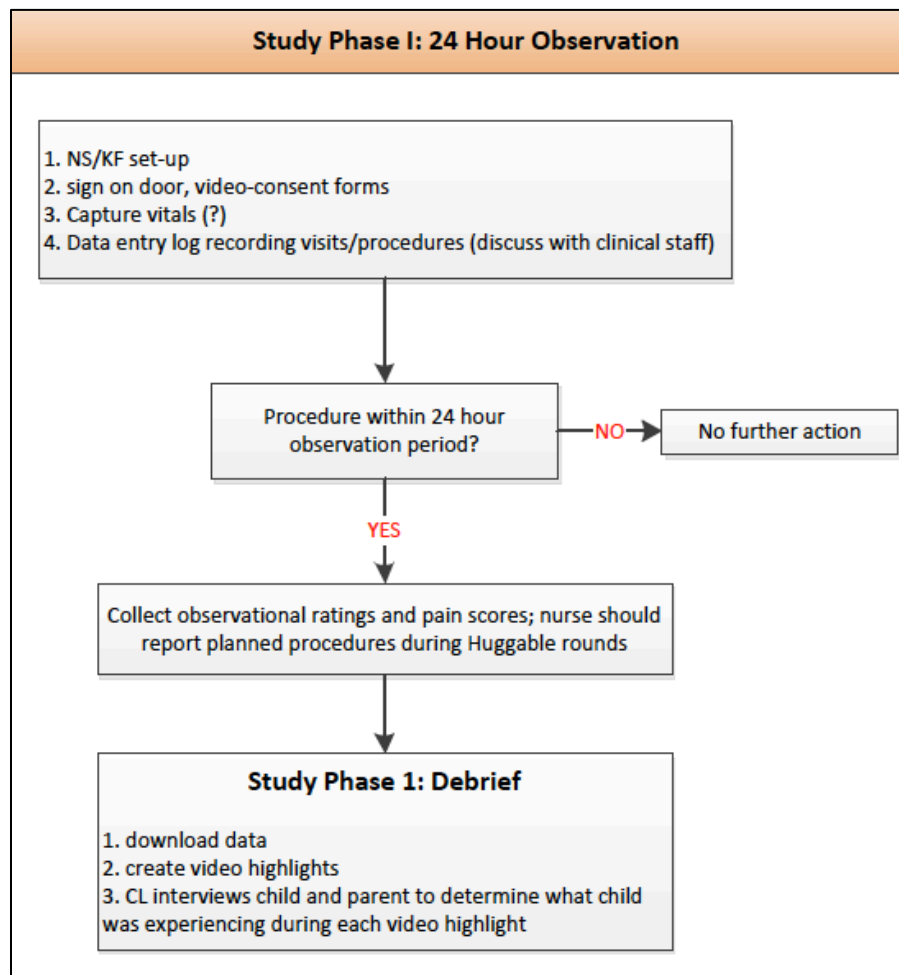 Study Phase I: 24 Hour Observation
1. NS/KF set-up
2. sign on door, video-consent forms
3. Capture vitals (?)
4. Data entry log recording visits/procedures (discuss with clinical staff)
Procedure within 24 hour
observation period?
NO
No further action
YES
Collect observational ratings and pain scores; nurse should
report planned procedures during Huggable rounds
Study Phase 1: Debrief
1. download data
2. create video highlights
3. CL interviews child and parent to determine what child
was experiencing during each video highlight